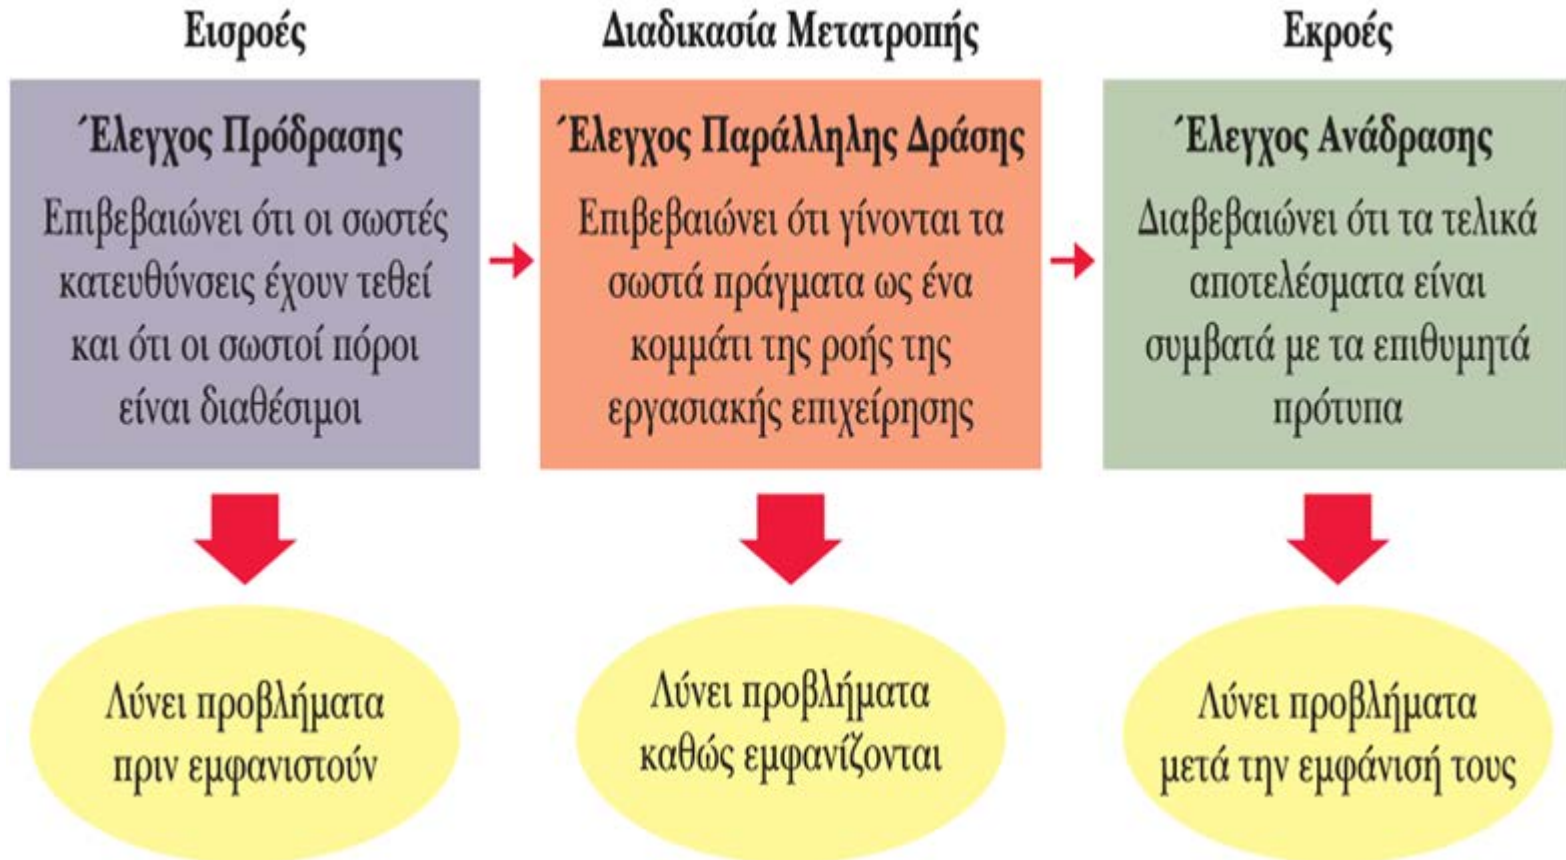 Εισροές
Διαδικασία Μετατροπής
Εκροές
Έλεγχος Πρόδρασης
Επιβεβαιώνει ότι οι σωστές
κατευθύνσεις έχουν τεθεί
και ότι οι σωστοί πόροι
είναι διαθέσιμοι
Έλεγχος Παράλληλης Δράσης
Επιβεβαιώνει ότι γίνονται τα
σωστά πράγματα ως ένα
κομμάτι της ροής της
εργασιακής επιχείρησης
Έλεγχος Ανάδρασης
Διαβεβαιώνει ότι τα τελικά
αποτελέσματα είναι
συμβατά με τα επιθυμητά
πρότυπα
Λύνει προβλήματα
πριν εμφανιστούν
Λύνει προβλήματα
καθώς εμφανίζονται
Λύνει προβλήματα
μετά την εμφάνισή τους